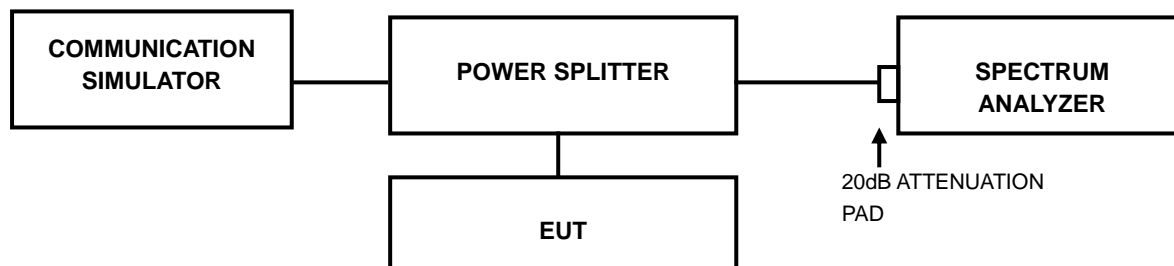 COMMUNICATION
SIMULATOR
POWER SPLITTER
SPECTRUM
ANALYZER
20dB ATTENUATION
PAD
EUT